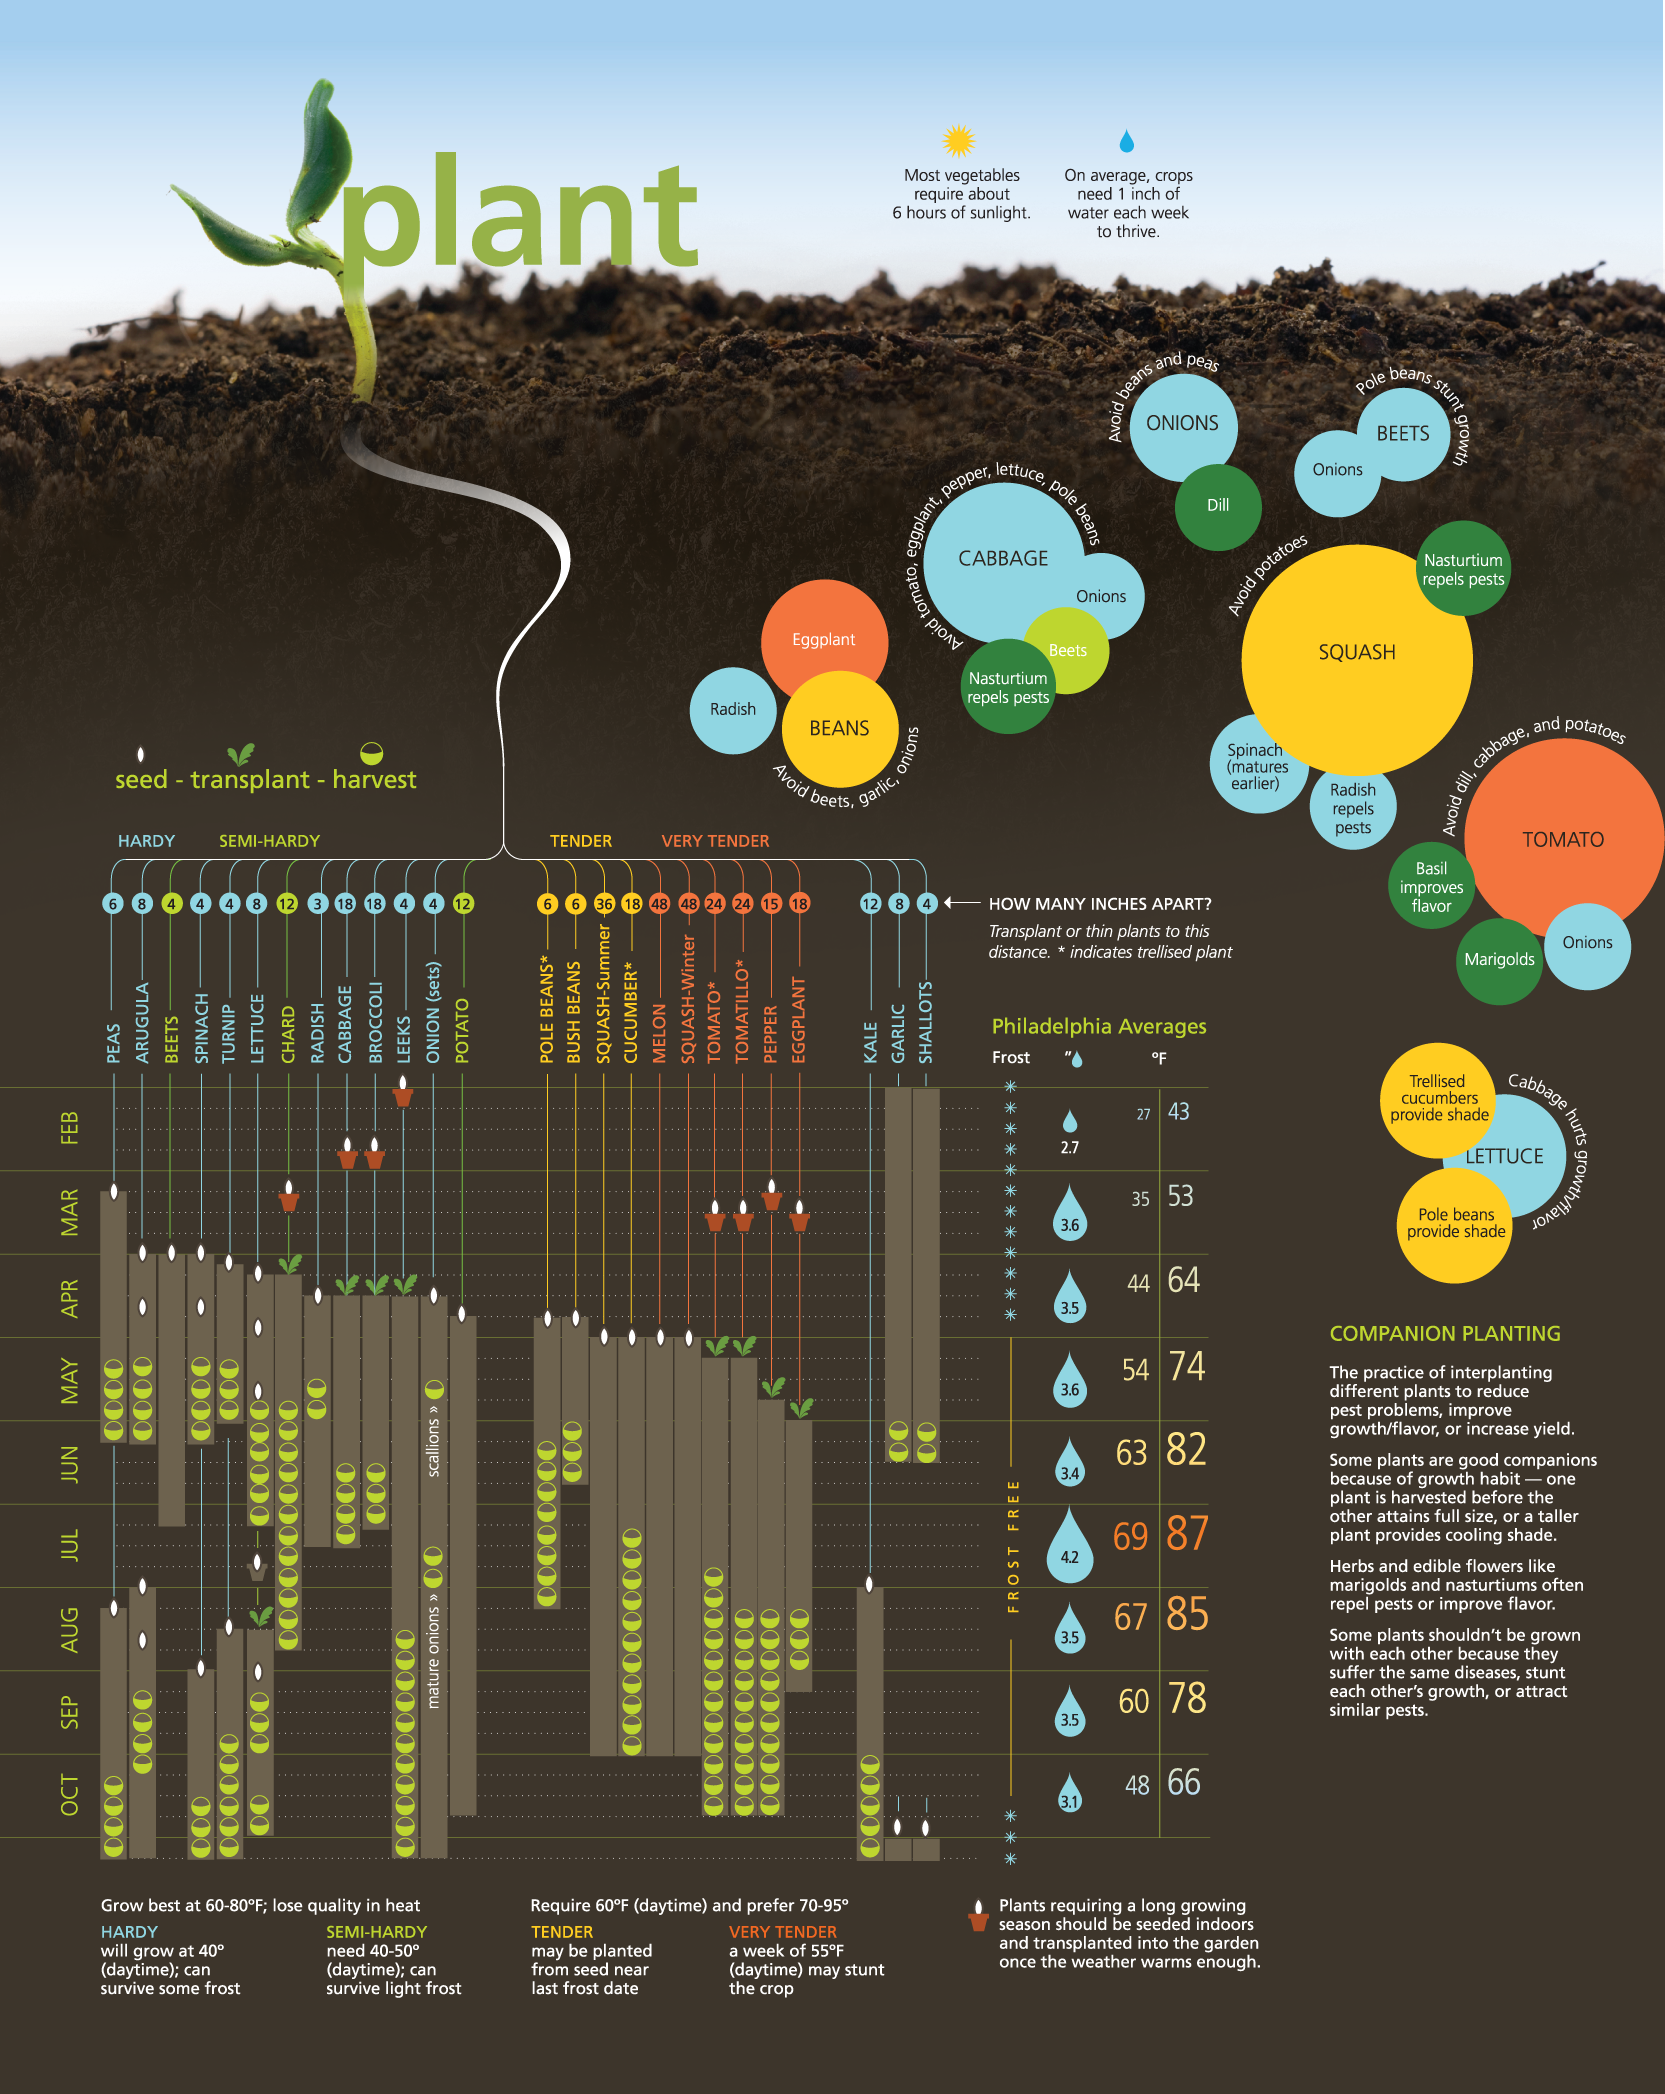 plant
Most vegetables
require about
6 hours of sunlight.
On average, crops
need 1 inch of
water each week
to thrive.
Avoid beans and peas
ONIONS
Dill
Pole beans stunt growth
BEETS
Onions
Avoid tomato, eggplant, pepper, lettuce, pole beans
CABBAGE
Onions
Beets
Nasturtium
repels pests
Avoid potatoes
SQUASH
Nasturtium
repels pests
Spinach
(matures
earlier)
Radish
repels
pests
Eggplant
Radish
BEANS
Avoid beets, garlic, onions
Avoid dill, cabbage, and potatoes
TOMATO
Basil
improves
flavor
Marigolds
Onions
Trellised
cucumbers
provide shade
Cabbage hurts growth/flavor
LETTUCE
Pole beans
provide shade
seed - transplant - harvest
HARDY
SEMI-HARDY
TENDER
VERY TENDER
6 8 4 4 4 8 12 3 18 18 4 4 12 6 6 36 18 48 48 24 24 15 18 12 8 4
HOW MANY INCHES APART?
Transplant or thin plants to this
distance. * indicates trellised plant
PEAS
ARUGULA
BEETS
SPINACH
TURNIP
LETTUCE
CHARD
RADISH
CABBAGE
BROCCOLI
LEEKS
ONION (sets)
POTATO
POLE BEANS*
BUSH BEANS
SQUASH-Summer
CUCUMBER*
MELON
SQUASH-Winter
TOMATO*
TOMATILLO*
PEPPER
EGGPLANT
KALE
GARLIC
SHALLOTS
Philadelphia Averages
Frost " ºF
FEB 2.7 27 43
MAR 3.6 35 53
APR 3.5 44 64
MAY 3.6 54 74
JUN 3.4 63 82
JUL 4.2 69 87
AUG 3.5 67 85
SEP 3.5 60 78
OCT 3.1 48 66
scallions »
mature onions »
FROST FREE
COMPANION PLANTING
The practice of interplanting
different plants to reduce
pest problems, improve
growth/flavor, or increase yield.
Some plants are good companions
because of growth habit — one
plant is harvested before the
other attains full size, or a taller
plant provides cooling shade.
Herbs and edible flowers like
marigolds and nasturtiums often
repel pests or improve flavor.
Some plants shouldn't be grown
with each other because they
suffer the same diseases, stunt
each other's growth, or attract
similar pests.
Grow best at 60-80ºF; lose quality in heat
HARDY
will grow at 40º
(daytime); can
survive some frost
SEMI-HARDY
need 40-50º
(daytime); can
survive light frost
Require 60ºF (daytime) and prefer 70-95º
TENDER
may be planted
from seed near
last frost date
VERY TENDER
a week of 55ºF
(daytime) may stunt
the crop
Plants requiring a long growing
season should be seeded indoors
and transplanted into the garden
once the weather warms enough.